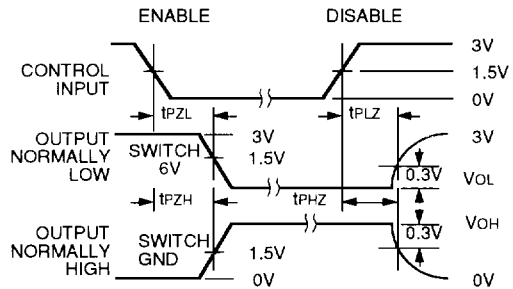 ENABLE DISABLE
3V
CONTROL INPUT 1.5V
0V
tPZL tPLZ
OUTPUT NORMALLY LOW
SWITCH 6V
3V
1.5V
3V
0.3V
VOL
tPZH tPHZ
OUTPUT NORMALLY HIGH
SWITCH GND
1.5V
0V
VOH
0.3V
0V